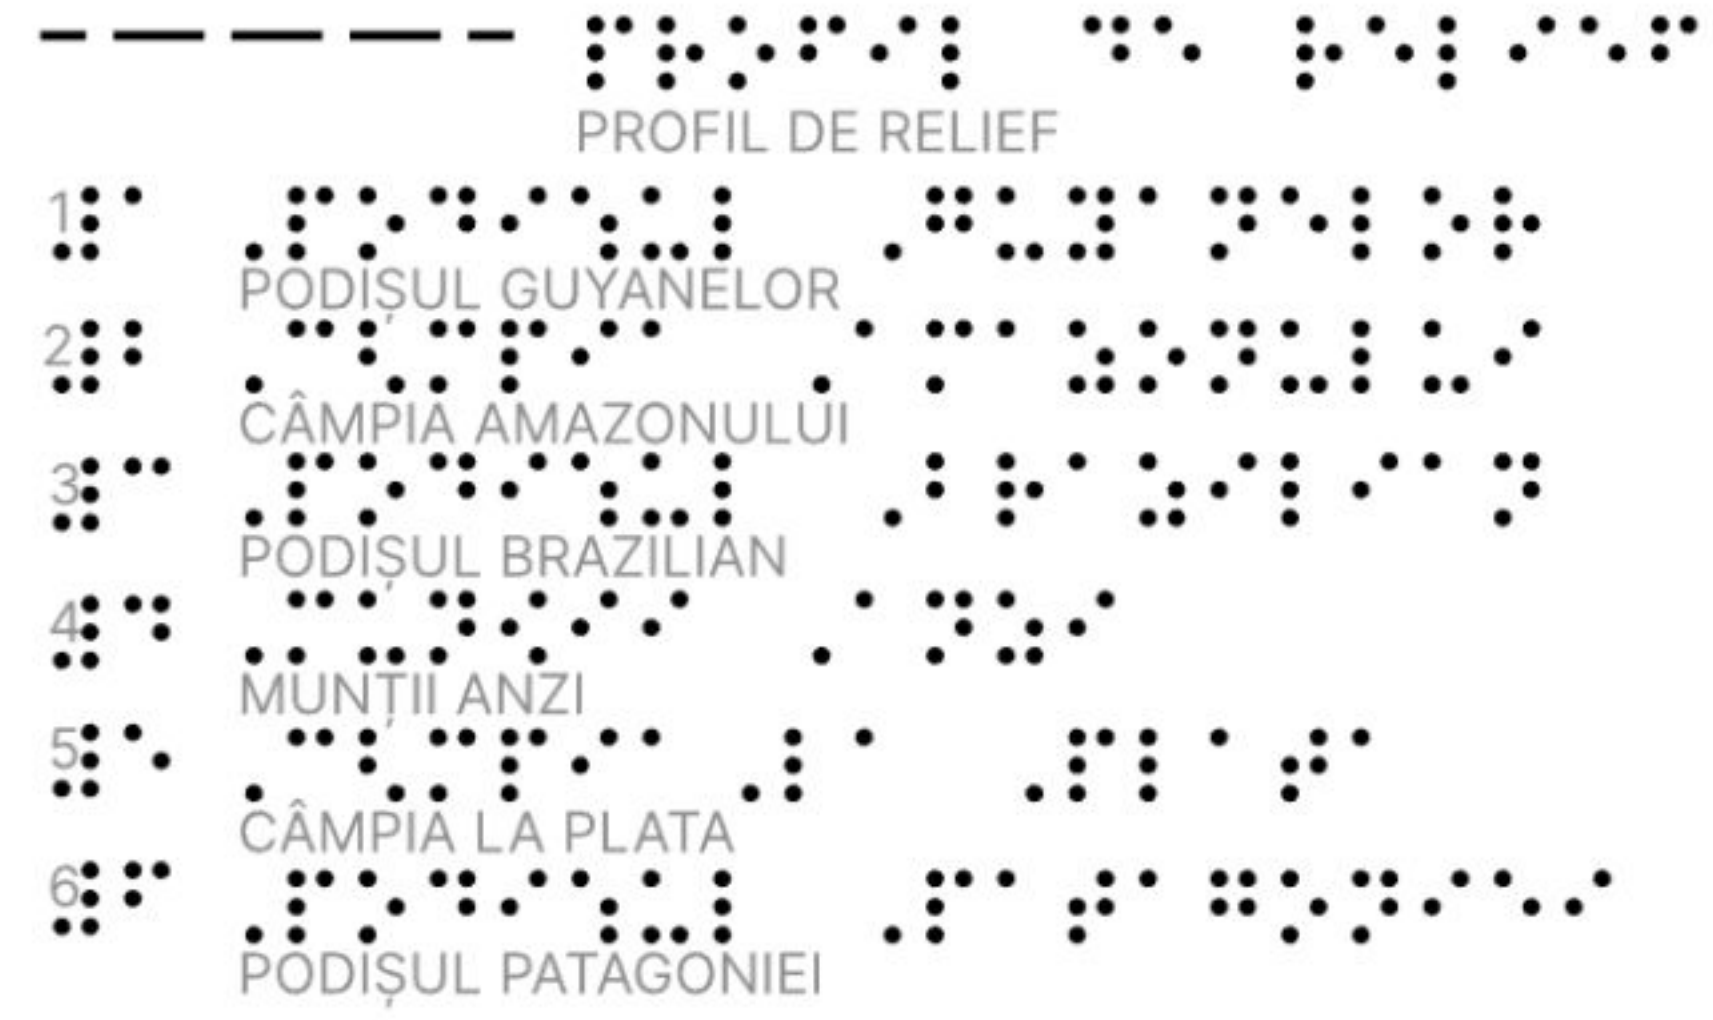 ⠏⠗⠕⠋⠊⠇ ⠙⠑ ⠗⠑⠇⠊⠑⠋
PROFIL DE RELIEF
1 ⠼⠁ ⠠⠏⠕⠙⠊⠱⠥⠇ ⠠⠛⠥⠽⠁⠝⠑⠇⠕⠗
PODIȘUL GUYANELOR
2 ⠼⠃ ⠠⠉⠣⠍⠏⠊⠁ ⠠⠁⠍⠁⠵⠕⠝⠥⠇⠥⠊
CÂMPIA AMAZONULUI
3 ⠼⠉ ⠠⠏⠕⠙⠊⠱⠥⠇ ⠠⠃⠗⠁⠵⠊⠇⠊⠁⠝
PODIȘUL BRAZILIAN
4 ⠼⠙ ⠠⠍⠥⠝⠪⠊⠊ ⠠⠁⠝⠵⠊
MUNȚII ANZI
5 ⠼⠑ ⠠⠉⠣⠍⠏⠊⠁ ⠠⠇⠁ ⠠⠏⠇⠁⠞⠁
CÂMPIA LA PLATA
6 ⠼⠋ ⠠⠏⠕⠙⠊⠱⠥⠇ ⠠⠏⠁⠞⠁⠛⠕⠝⠊⠑⠊
PODIȘUL PATAGONIEI